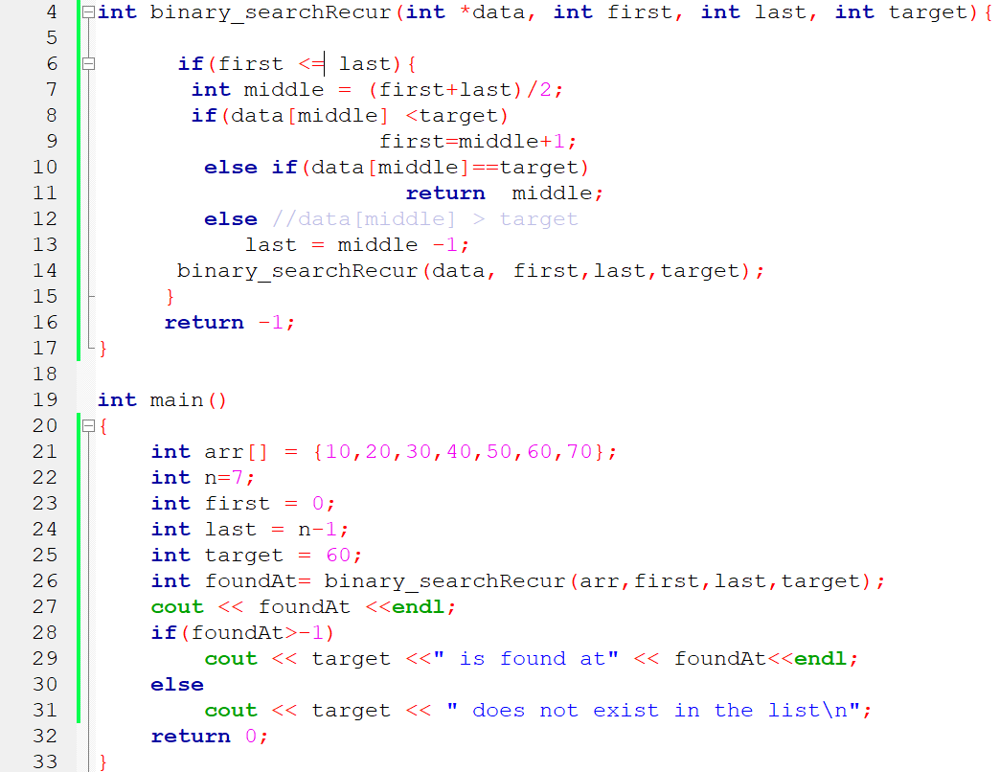 4 int binary_searchRecur(int *data, int first, int last, int target){
5
6 if(first <= last){
7 int middle = (first+last)/2;
8 if(data[middle] <target)
9 first=middle+1;
10 else if(data[middle]==target)
11 return  middle;
12 else //data[middle] > target
13 last = middle -1;
14 binary_searchRecur(data, first,last,target);
15 }
16 return -1;
17 }
18
19 int main()
20 {
21 int arr[] = {10,20,30,40,50,60,70};
22 int n=7;
23 int first = 0;
24 int last = n-1;
25 int target = 60;
26 int foundAt= binary_searchRecur(arr,first,last,target);
27 cout << foundAt <<endl;
28 if(foundAt>-1)
29 cout << target <<" is found at" << foundAt<<endl;
30 else
31 cout << target << " does not exist in the list\n";
32 return 0;
33 }